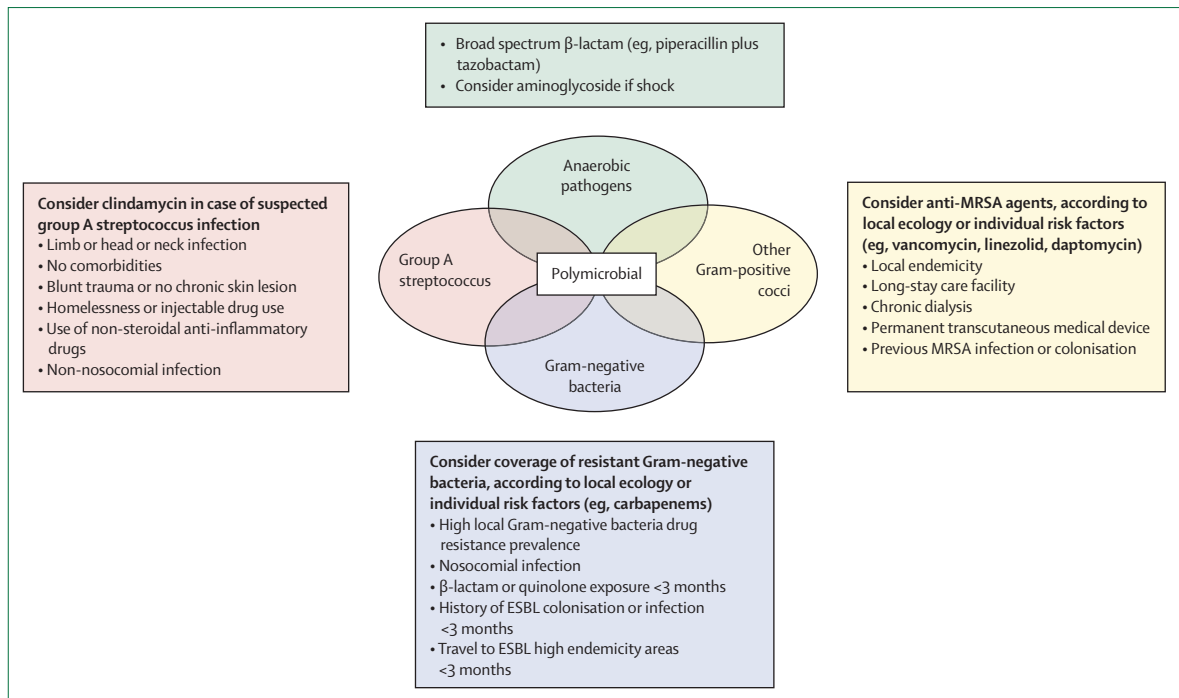 • Broad spectrum β-lactam (eg, piperacillin plus
tazobactam)
• Consider aminoglycoside if shock
Anaerobic
pathogens
Consider clindamycin in case of suspected
group A streptococcus infection
• Limb or head or neck infection
• No comorbidities
• Blunt trauma or no chronic skin lesion
• Homelessness or injectable drug use
• Use of non-steroidal anti-inflammatory
drugs
• Non-nosocomial infection
Group A
streptococcus
Polymicrobial
Other
Gram-positive
cocci
Consider anti-MRSA agents, according to
local ecology or individual risk factors
(eg, vancomycin, linezolid, daptomycin)
• Local endemicity
• Long-stay care facility
• Chronic dialysis
• Permanent transcutaneous medical device
• Previous MRSA infection or colonisation
Gram-negative
bacteria
Consider coverage of resistant Gram-negative
bacteria, according to local ecology or
individual risk factors (eg, carbapenems)
• High local Gram-negative bacteria drug
resistance prevalence
• Nosocomial infection
• β-lactam or quinolone exposure <3 months
• History of ESBL colonisation or infection
<3 months
• Travel to ESBL high endemicity areas
<3 months